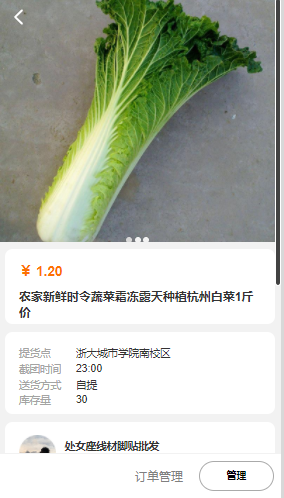 ¥ 1.20
农家新鲜时令蔬菜霜冻露天种植杭州白菜1斤
价
提货点 浙大城市学院南校区
截团时间 23:00
送货方式 自提
库存量 30
处女座线材脚贴批发
订单管理 管理